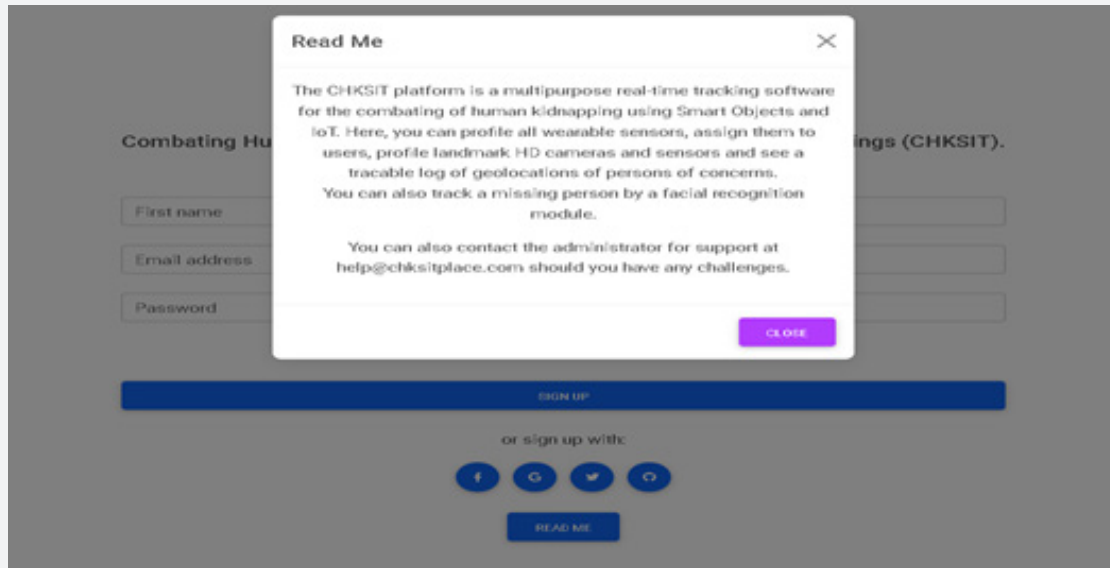 Read Me
The CHKSIT platform is a multipurpose real-time tracking software
for the combating of human kidnapping using Smart Objects and
IoT. Here, you can profile all wearable sensors, assign them to
users, profile landmark HD cameras and sensors and see a
tracable log of geolocations of persons of concerns.
You can also track a missing person by a facial recognition
module.
You can also contact the administrator for support at
help@chksitplace.com should you have any challenges.
CLOSE
Combating Hu ings (CHKSIT).
First name
Email address
Password
SIGN UP
or sign up with:
READ ME